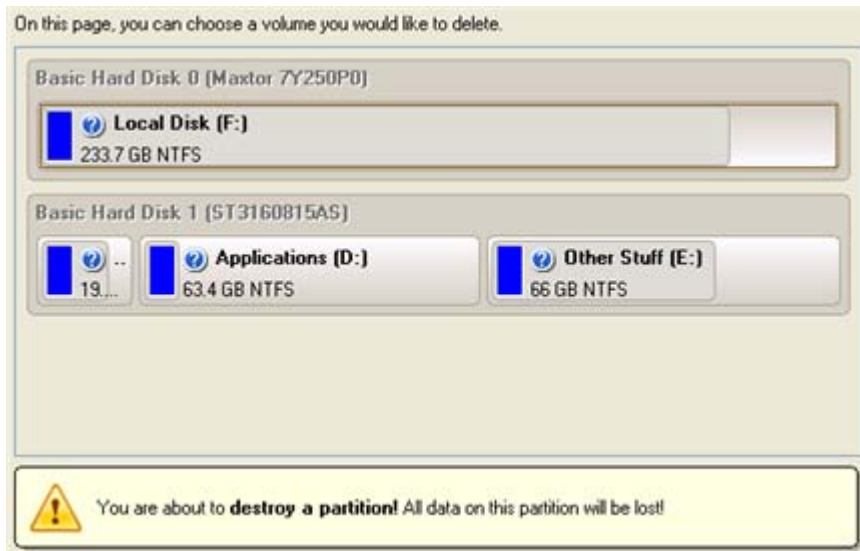 On this page, you can choose a volume you would like to delete.
Basic Hard Disk 0 (Maxtor 7Y250P0)
Local Disk (F:)
233.7 GB NTFS
Basic Hard Disk 1 (ST3160815AS)
..
19....
Applications (D:)
63.4 GB NTFS
Other Stuff (E:)
66 GB NTFS
You are about to destroy a partition! All data on this partition will be lost!